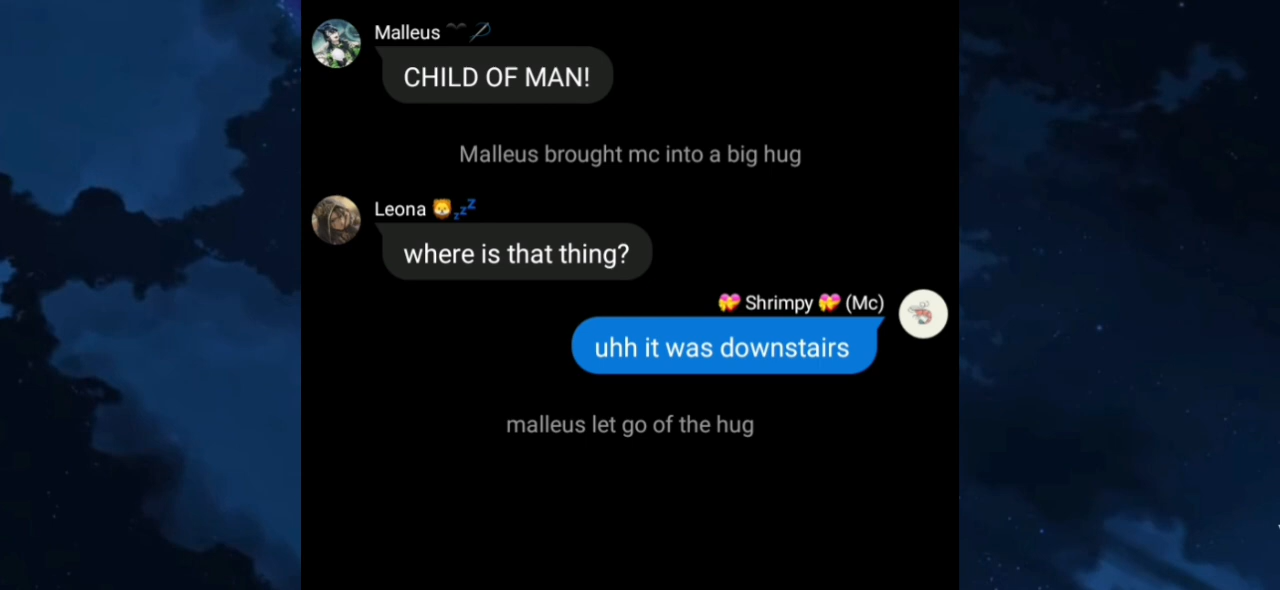 Malleus
CHILD OF MAN!
Malleus brought mc into a big hug
Leona 🦁💤
where is that thing?
💝 Shrimpy 💝 (Mc)
uhh it was downstairs
malleus let go of the hug